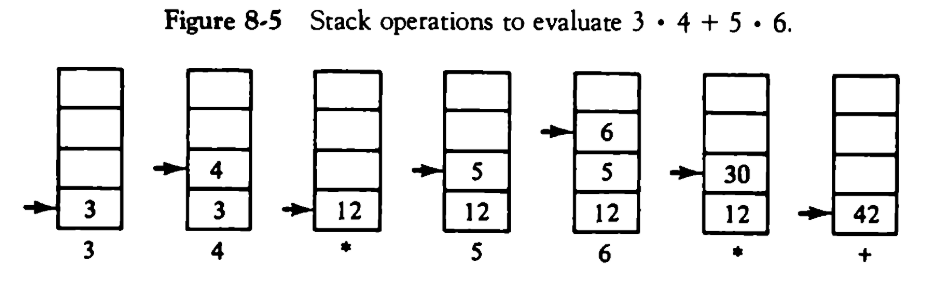 Figure 8-5 Stack operations to evaluate 3 • 4 + 5 • 6.
6
4 5 5 30
3 3 12 12 12 12 42
3 4 * 5 6 * +